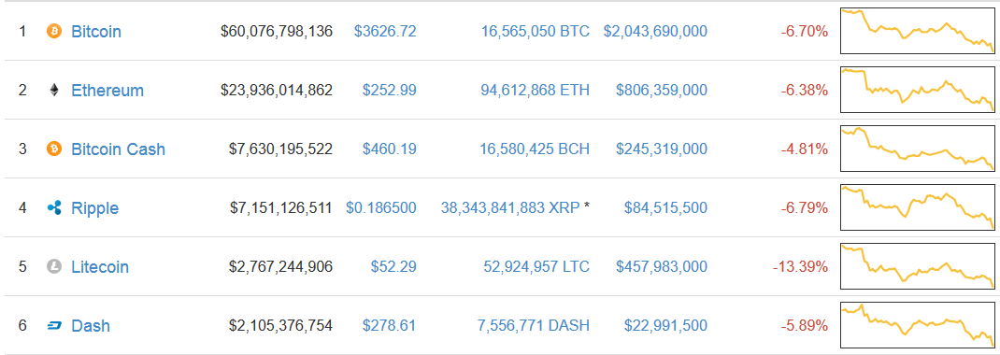 1 Bitcoin $60,076,798,136 $3626.72 16,565,050 BTC $2,043,690,000 -6.70%
2 Ethereum $23,936,014,862 $252.99 94,612,868 ETH $806,359,000 -6.38%
3 Bitcoin Cash $7,630,195,522 $460.19 16,580,425 BCH $245,319,000 -4.81%
4 Ripple $7,151,126,511 $0.186500 38,343,841,883 XRP * $84,515,500 -6.79%
5 Litecoin $2,767,244,906 $52.29 52,924,957 LTC $457,983,000 -13.39%
6 Dash $2,105,376,754 $278.61 7,556,771 DASH $22,991,500 -5.89%